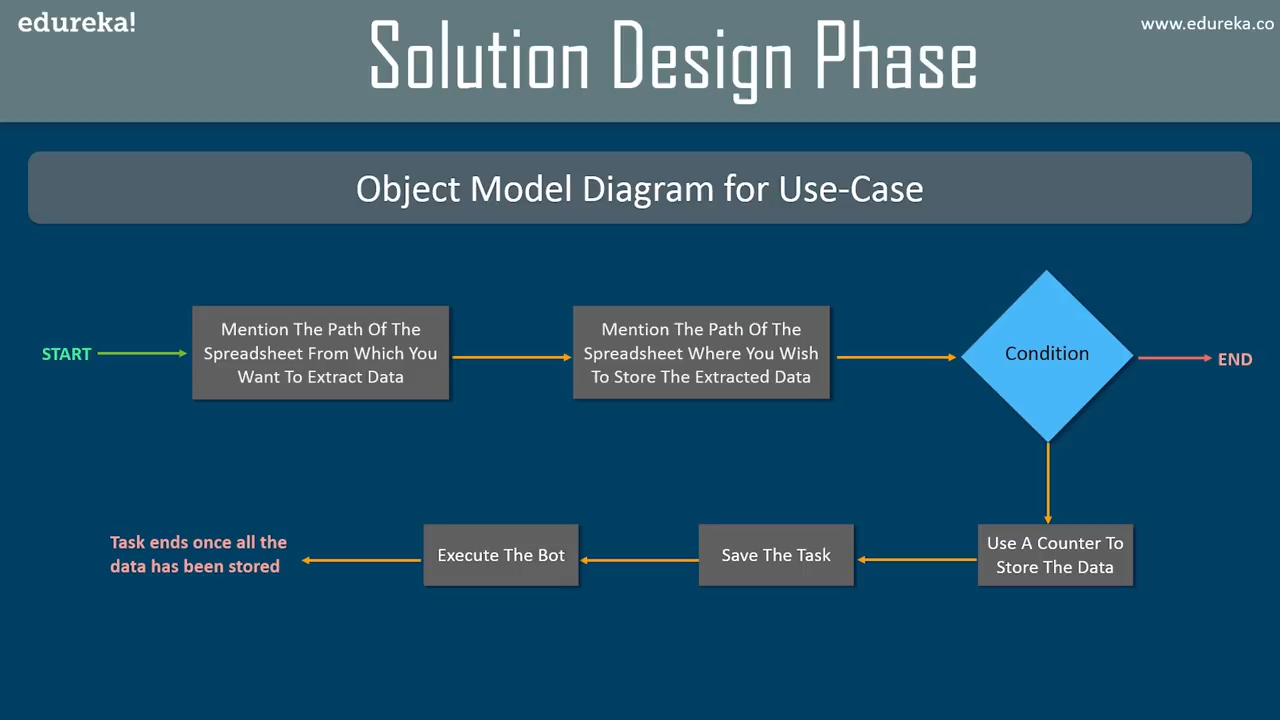 edureka!
www.edureka.co
Solution Design Phase
Object Model Diagram for Use-Case
START
Mention The Path Of The
Spreadsheet From Which You
Want To Extract Data
Mention The Path Of The
Spreadsheet Where You Wish
To Store The Extracted Data
Condition
END
Use A Counter To
Store The Data
Save The Task
Execute The Bot
Task ends once all the
data has been stored